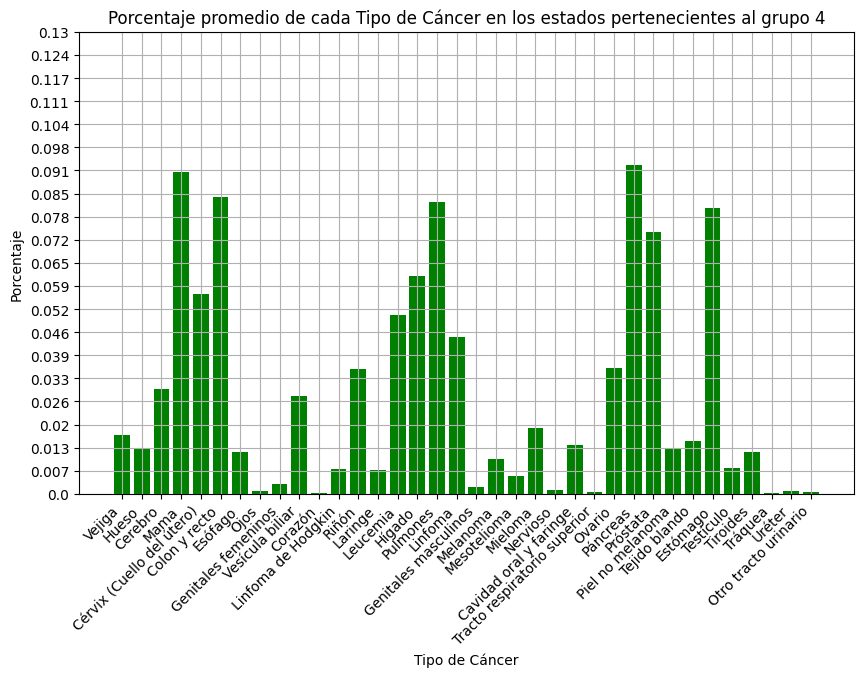 Porcentaje promedio de cada Tipo de Cáncer en los estados pertenecientes al grupo 4
Porcentaje
0.13
0.124
0.117
0.111
0.104
0.098
0.091
0.085
0.078
0.072
0.065
0.059
0.052
0.046
0.039
0.033
0.026
0.02
0.013
0.007
0.0
Vejiga
Hueso
Cerebro
Mama
Cérvix (Cuello del útero)
Colon y recto
Esófago
Ojos
Genitales femeninos
Vesícula biliar
Corazón
Linfoma de Hodgkin
Riñón
Laringe
Leucemia
Hígado
Pulmones
Linfoma
Genitales masculinos
Melanoma
Mesotelioma
Mieloma
Nervioso
Cavidad oral y faringe
Tracto respiratorio superior
Ovario
Páncreas
Próstata
Piel no melanoma
Tejido blando
Estómago
Testículo
Tiroides
Tráquea
Uréter
Otro tracto urinario
Tipo de Cáncer